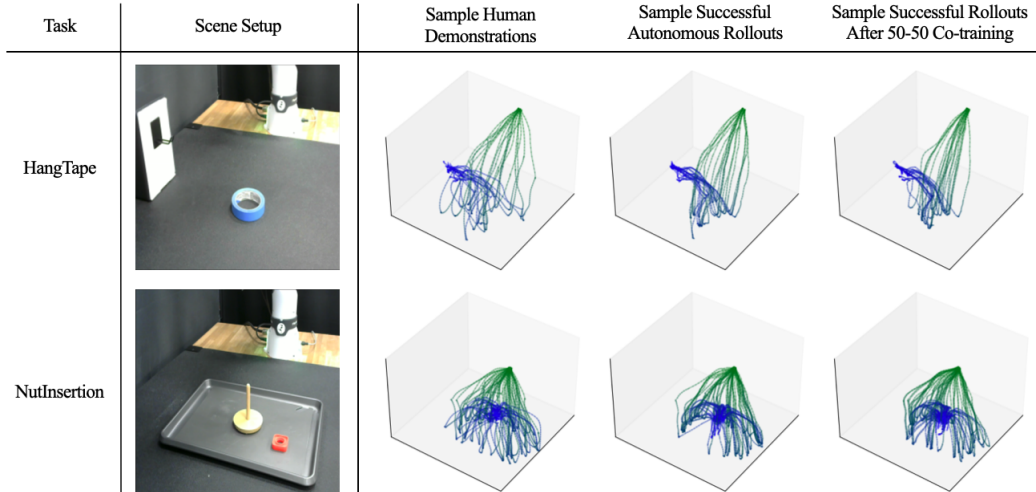 Task
Scene Setup
Sample Human
Demonstrations
Sample Successful
Autonomous Rollouts
Sample Successful Rollouts
After 50-50 Co-training
HangTape
NutInsertion